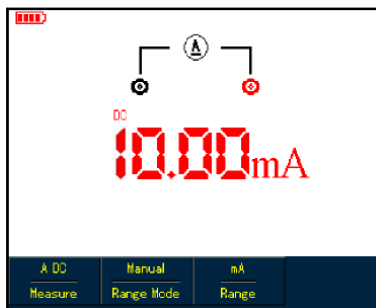 A
DC
10.00mA
A DC Manual mA
Measure Range Mode Range